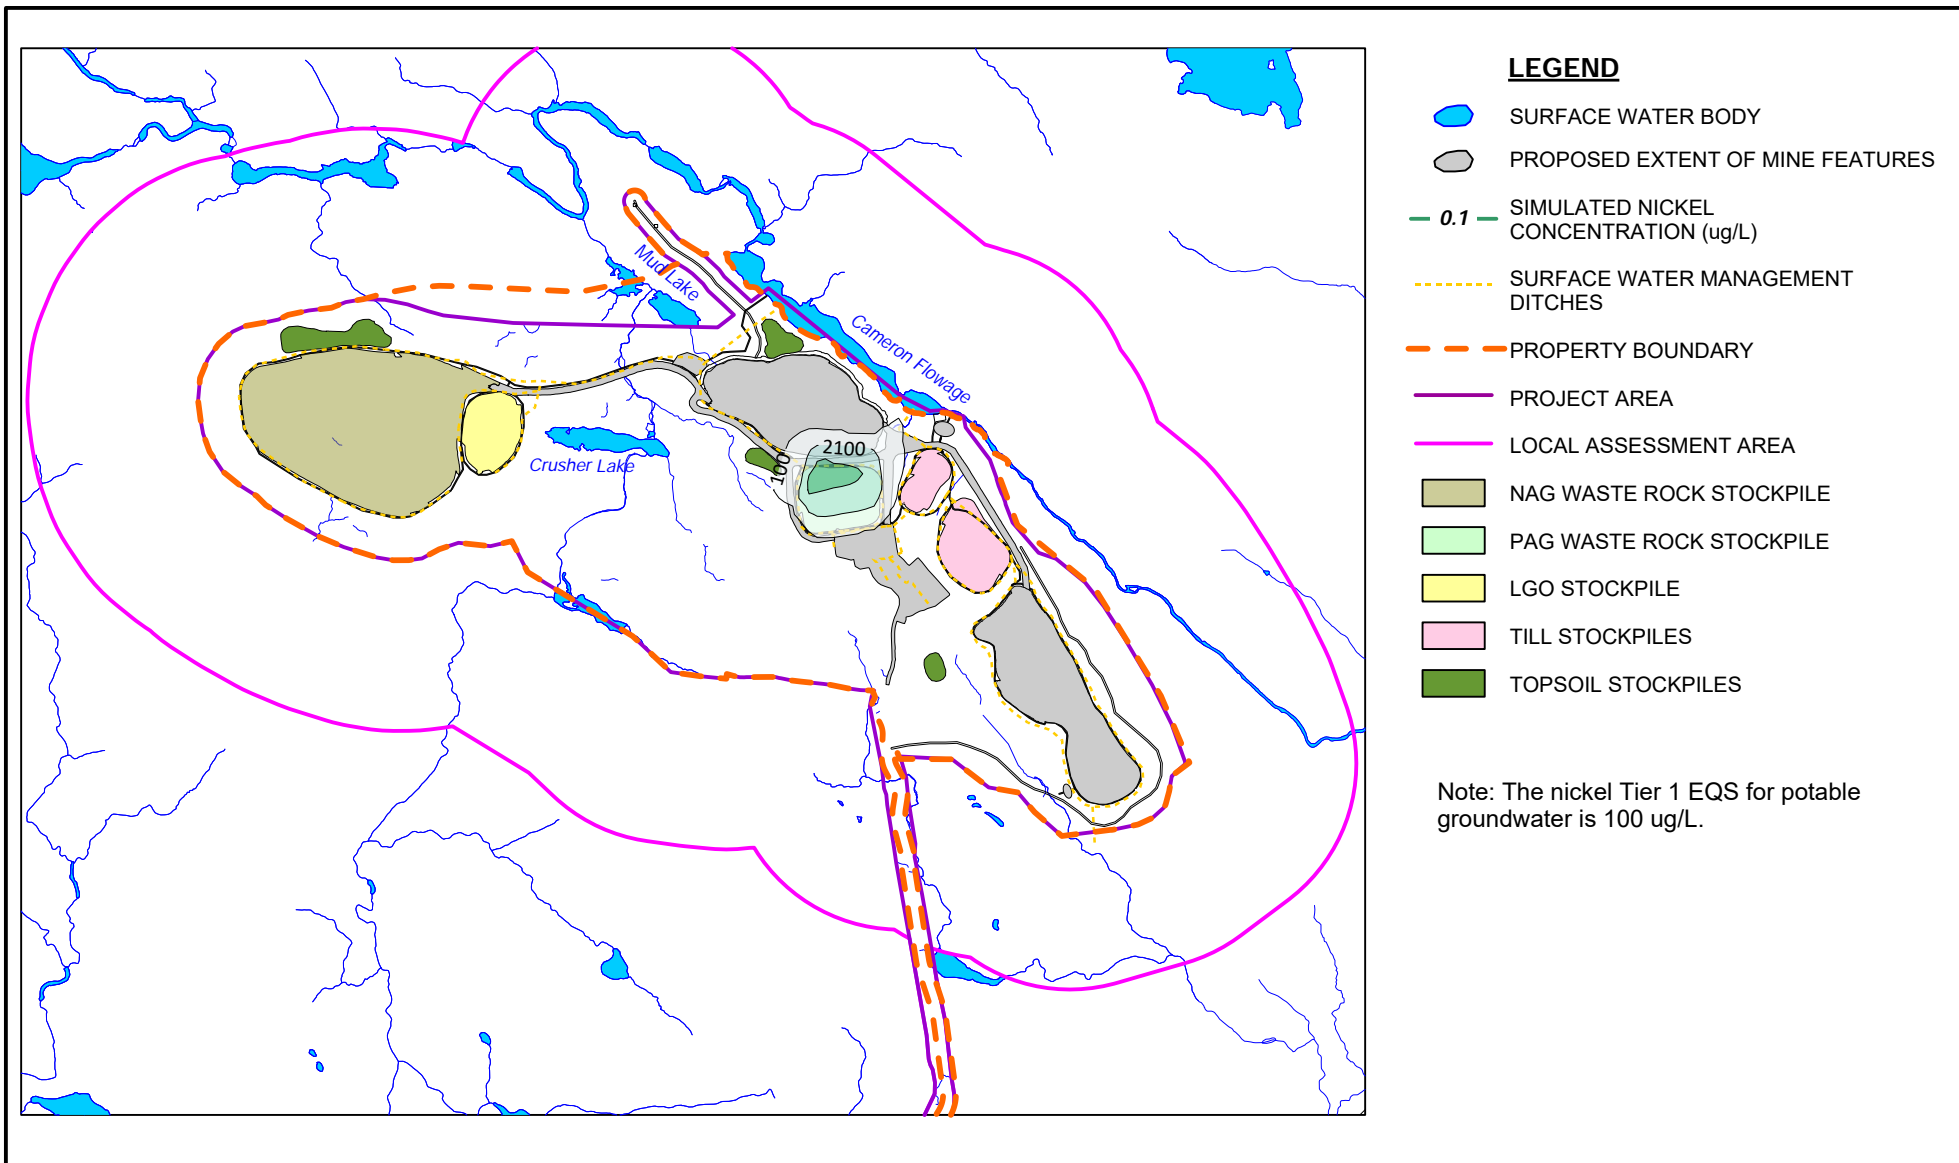 Mud Lake
Cameron Flowage
Crusher Lake
2100
100
LEGEND
SURFACE WATER BODY
PROPOSED EXTENT OF MINE FEATURES
0.1
SIMULATED NICKEL
CONCENTRATION (ug/L)
SURFACE WATER MANAGEMENT
DITCHES
PROPERTY BOUNDARY
PROJECT AREA
LOCAL ASSESSMENT AREA
NAG WASTE ROCK STOCKPILE
PAG WASTE ROCK STOCKPILE
LGO STOCKPILE
TILL STOCKPILES
TOPSOIL STOCKPILES
Note: The nickel Tier 1 EQS for potable
groundwater is 100 ug/L.